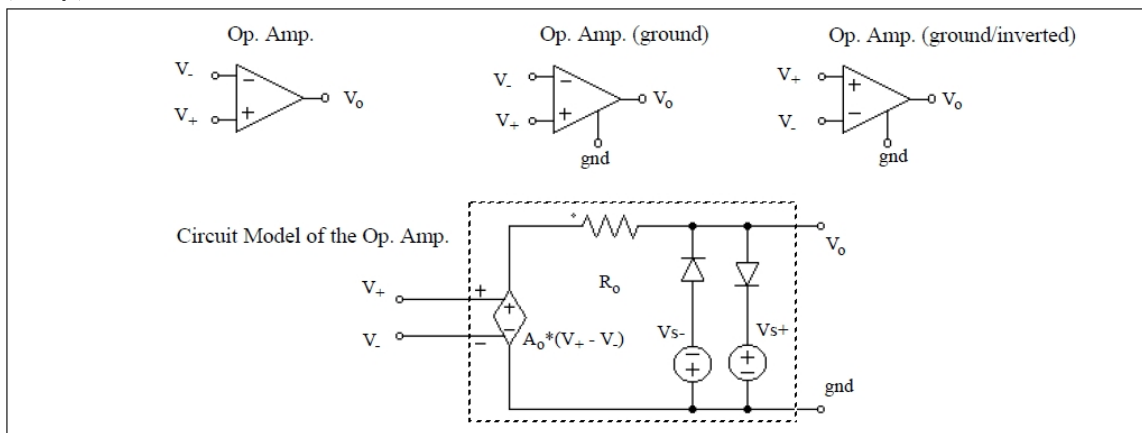 Op. Amp.
Op. Amp. (ground)
Op. Amp. (ground/inverted)
V-
−
V+
+
Vo
V-
−
V+
+
Vo
gnd
V+
+
V-
−
Vo
gnd
Circuit Model of the Op. Amp.
V+
V-
+
−
+
−
Ao*(V+ - V-)
Ro
Vs-
−
+
Vs+
+
−
Vo
gnd